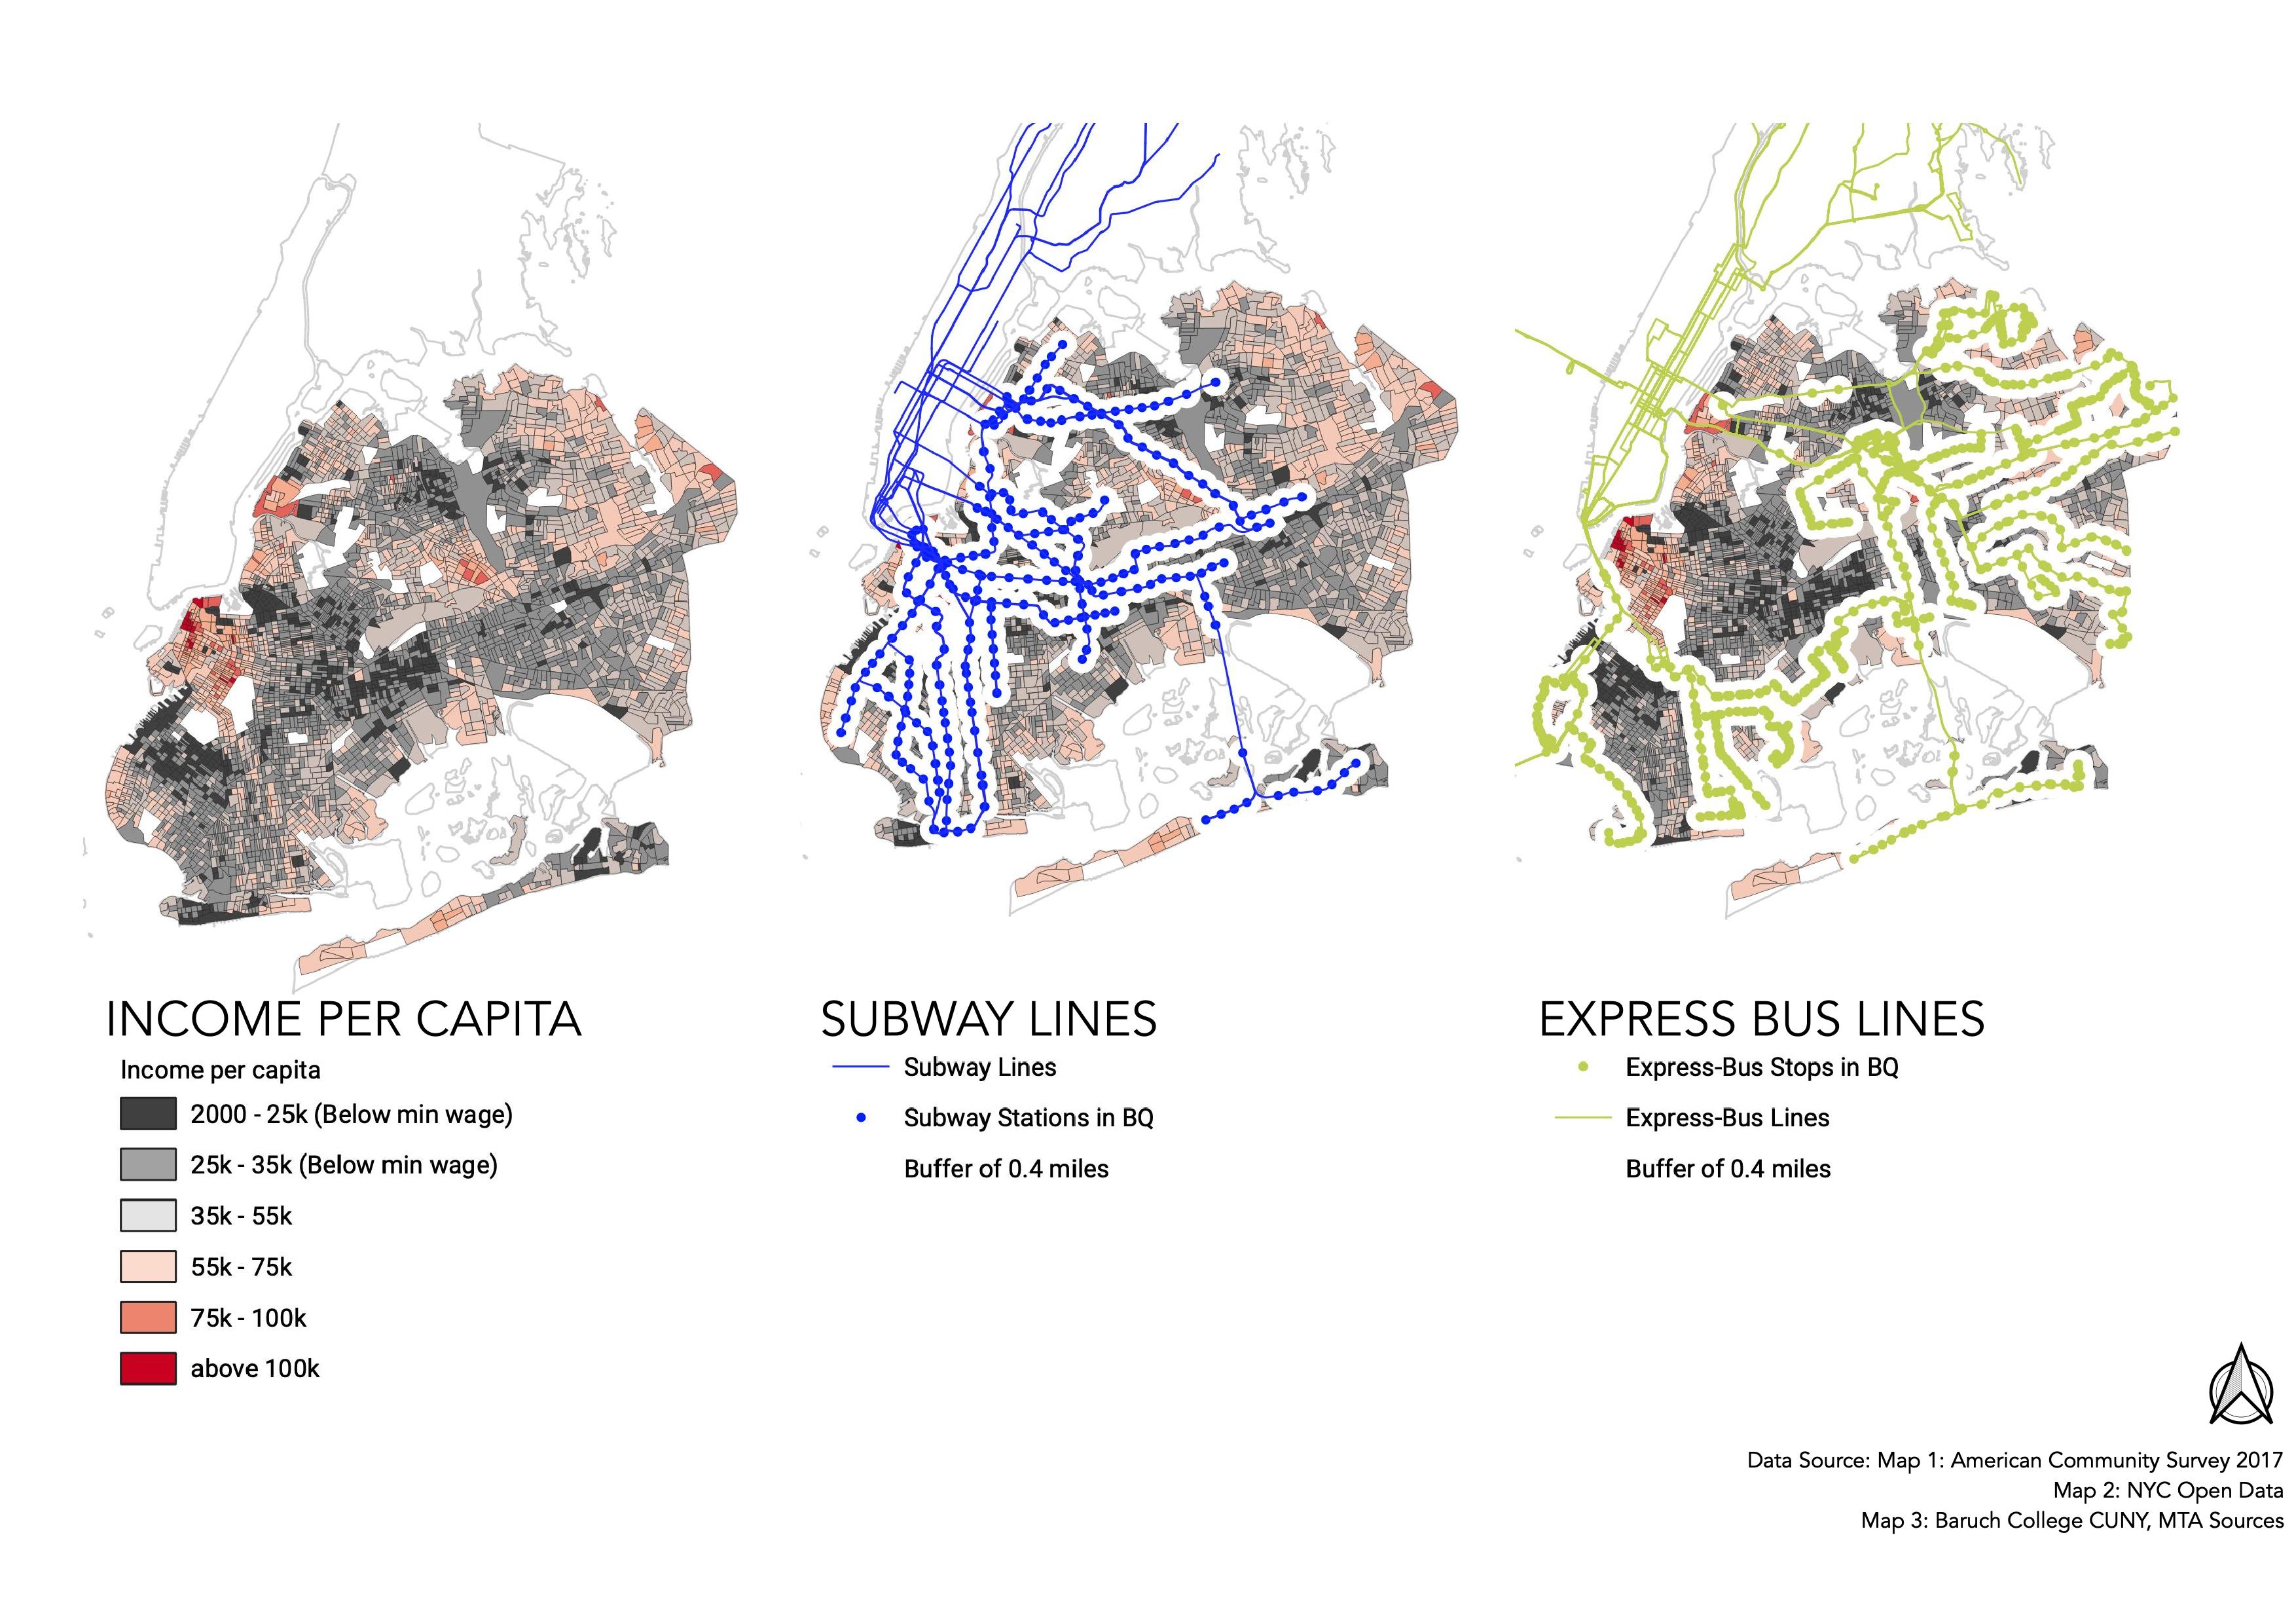 INCOME PER CAPITA
Income per capita
2000 - 25k (Below min wage)
25k - 35k (Below min wage)
35k - 55k
55k - 75k
75k - 100k
above 100k
SUBWAY LINES
Subway Lines
Subway Stations in BQ
Buffer of 0.4 miles
EXPRESS BUS LINES
Express-Bus Stops in BQ
Express-Bus Lines
Buffer of 0.4 miles
Data Source: Map 1: American Community Survey 2017
Map 2: NYC Open Data
Map 3: Baruch College CUNY, MTA Sources